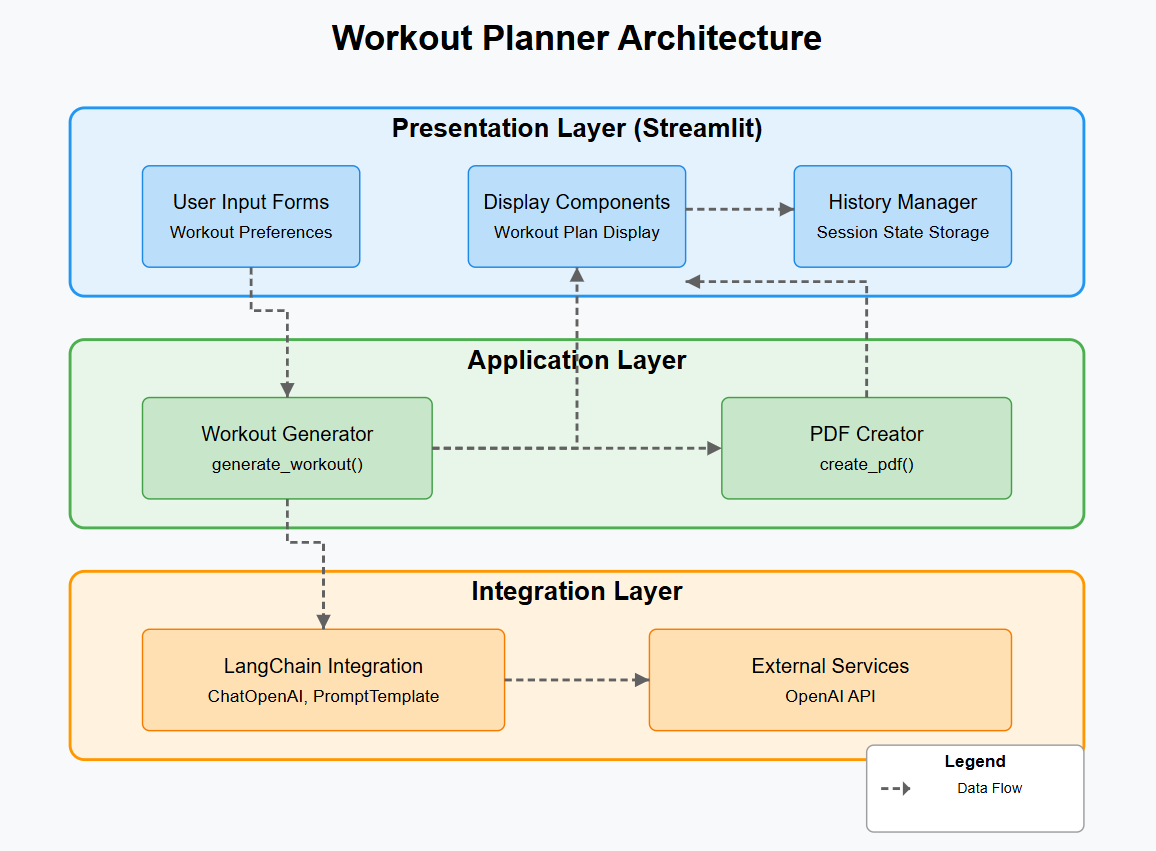 Workout Planner Architecture
Presentation Layer (Streamlit)
User Input Forms
Workout Preferences
Display Components
Workout Plan Display
History Manager
Session State Storage
Application Layer
Workout Generator
generate_workout()
PDF Creator
create_pdf()
Integration Layer
LangChain Integration
ChatOpenAI, PromptTemplate
External Services
OpenAI API
Legend
Data Flow